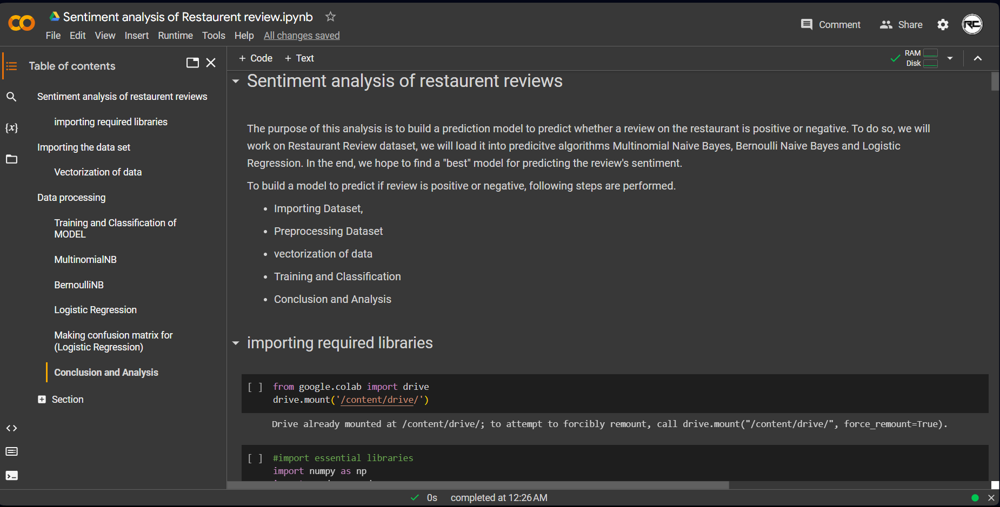 Sentiment analysis of Restaurent review.ipynb
File Edit View Insert Runtime Tools Help All changes saved
Comment Share
RC
Table of contents
Sentiment analysis of restaurent reviews
importing required libraries
{x}
Importing the data set
Vectorization of data
Data processing
Training and Classification of
MODEL
MultinomialNB
BernoulliNB
Logistic Regression
Making confusion matrix for
(Logistic Regression)
Conclusion and Analysis
Section
+ Code + Text
RAM
Disk
Sentiment analysis of restaurent reviews
The purpose of this analysis is to build a prediction model to predict whether a review on the restaurant is positive or negative. To do so, we will
work on Restaurant Review dataset, we will load it into predicitve algorithms Multinomial Naive Bayes, Bernoulli Naive Bayes and Logistic
Regression. In the end, we hope to find a "best" model for predicting the review's sentiment.
To build a model to predict if review is positive or negative, following steps are performed.
• Importing Dataset,
• Preprocessing Dataset
• vectorization of data
• Training and Classification
• Conclusion and Analysis
importing required libraries
[ ] from google.colab import drive
drive.mount('/content/drive/')
Drive already mounted at /content/drive/; to attempt to forcibly remount, call drive.mount("/content/drive/", force_remount=True).
[ ] #import essential libraries
import numpy as np
0s completed at 12:26 AM